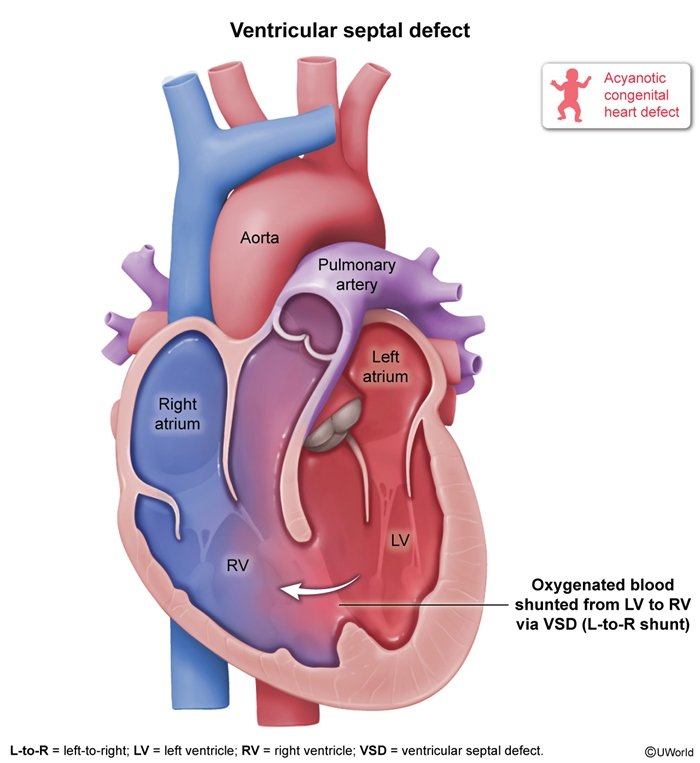 Ventricular septal defect
Acyanotic
congenital
heart defect
Aorta
Pulmonary
artery
Left
atrium
Right
atrium
RV
LV
Oxygenated blood
shunted from LV to RV
via VSD (L-to-R shunt)
L-to-R = left-to-right; LV = left ventricle; RV = right ventricle; VSD = ventricular septal defect.
©UWorld